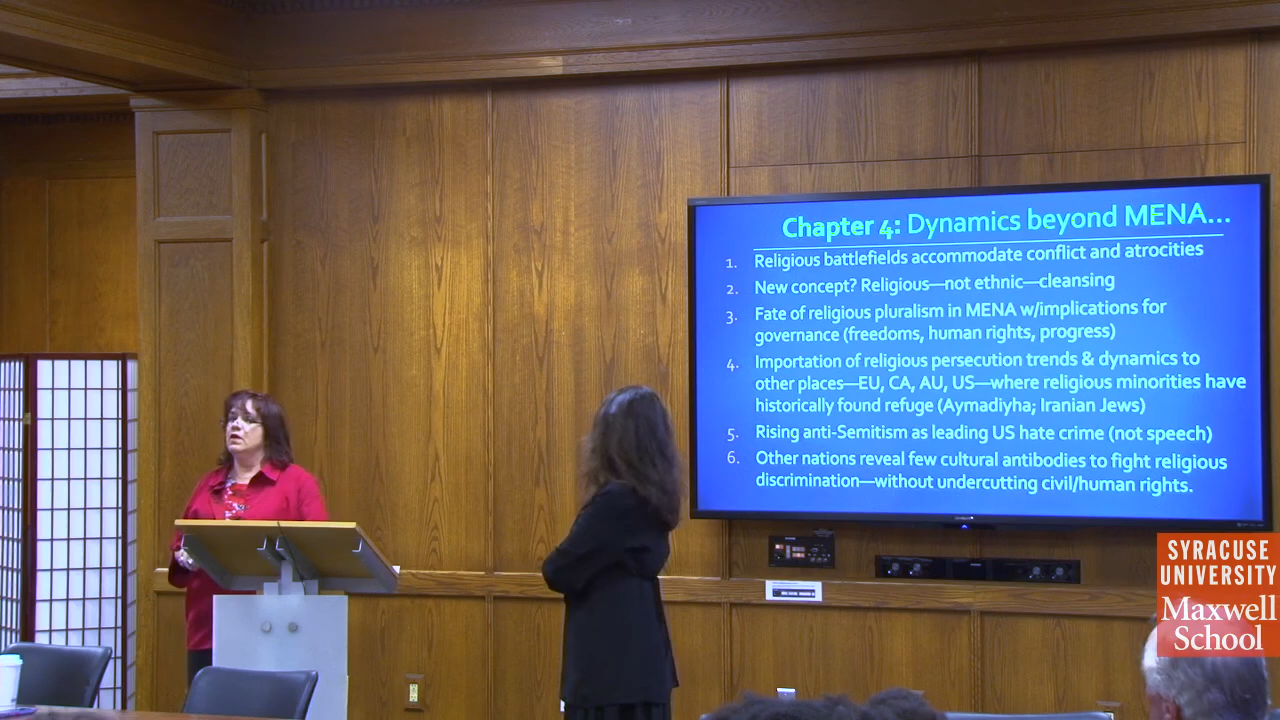 Chapter 4: Dynamics beyond MENA...
1. Religious battlefields accommodate conflict and atrocities
2. New concept? Religious—not ethnic—cleansing
3. Fate of religious pluralism in MENA w/implications for
governance (freedoms, human rights, progress)
4. Importation of religious persecution trends & dynamics to
other places—EU, CA, AU, US—where religious minorities have
historically found refuge (Aymadiyha; Iranian Jews)
5. Rising anti-Semitism as leading US hate crime (not speech)
6. Other nations reveal few cultural antibodies to fight religious
discrimination—without undercutting civil/human rights.
SYRACUSE
UNIVERSITY
Maxwell
School